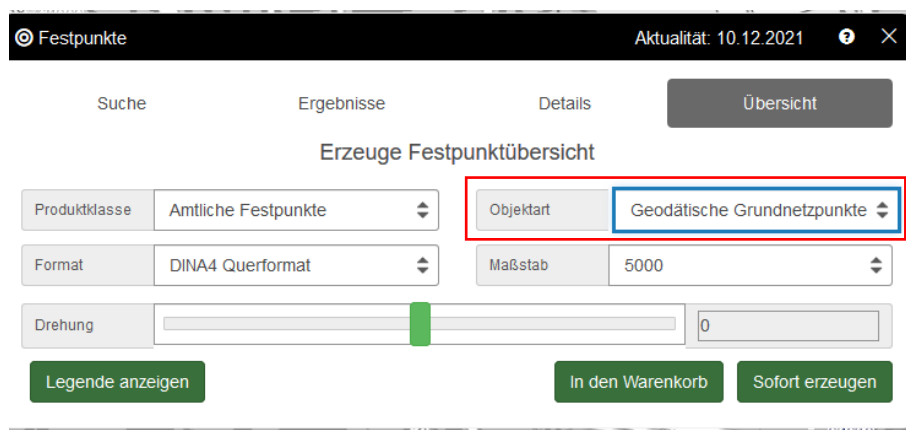 Festpunkte Aktualität: 10.12.2021 ?
Suche Ergebnisse Details Übersicht
Erzeuge Festpunktübersicht
Produktklasse Amtliche Festpunkte Objektart Geodätische Grundnetzpunkte
Format DINA4 Querformat Maßstab 5000
Drehung 0
Legende anzeigen In den Warenkorb Sofort erzeugen